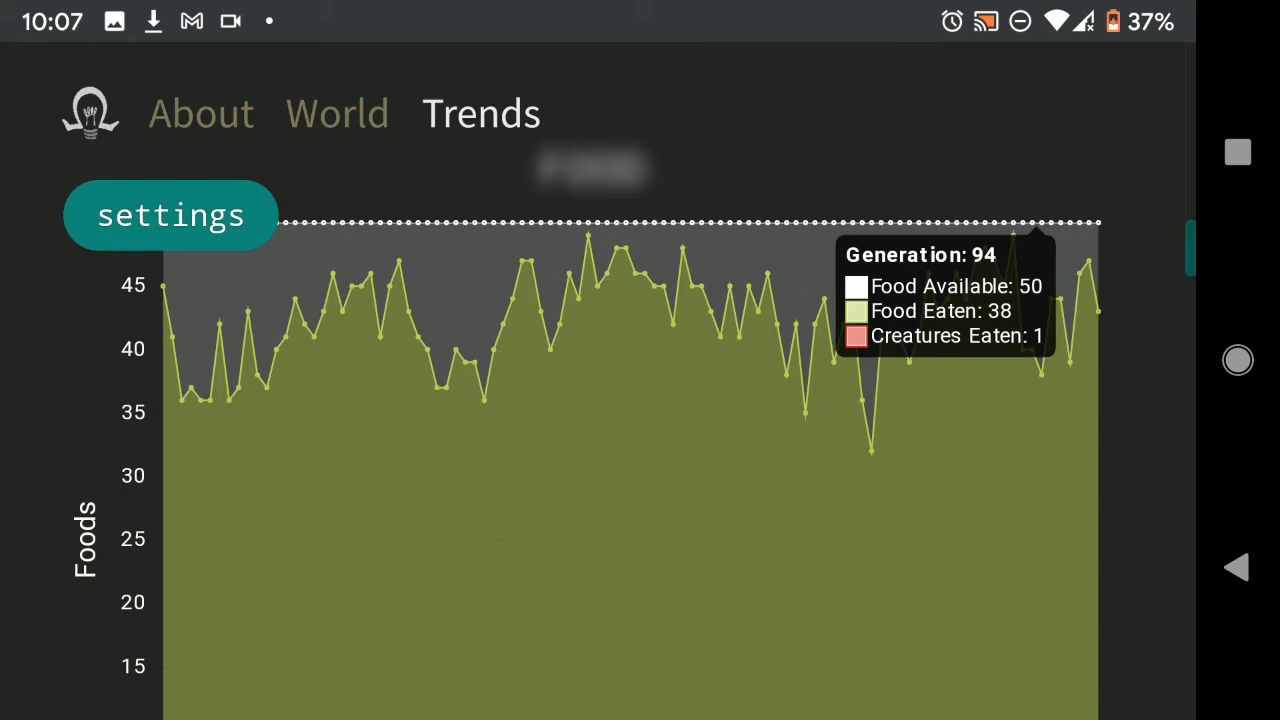 10:07
37%
About World Trends
FOOD
settings
Generation: 94
Food Available: 50
Food Eaten: 38
Creatures Eaten: 1
45
40
35
30
25
20
15
Foods